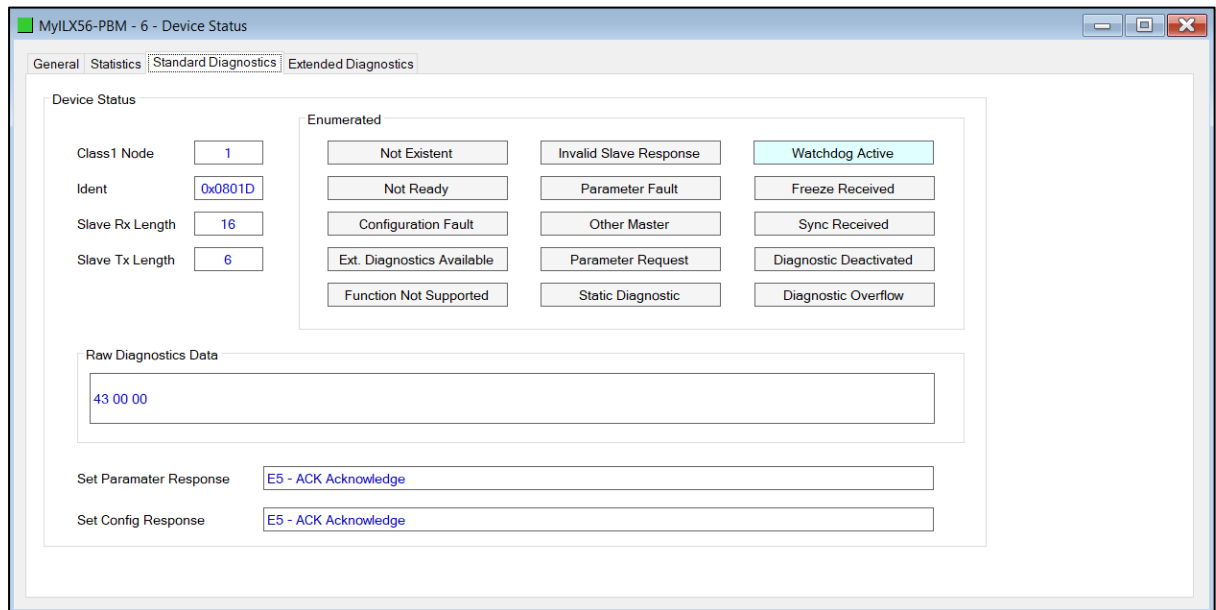 MyILX56-PBM - 6 - Device Status
General Statistics Standard Diagnostics Extended Diagnostics
Device Status
Enumerated
Class1 Node 1 Not Existent Invalid Slave Response Watchdog Active
Ident 0x0801D Not Ready Parameter Fault Freeze Received
Slave Rx Length 16 Configuration Fault Other Master Sync Received
Slave Tx Length 6 Ext. Diagnostics Available Parameter Request Diagnostic Deactivated
Function Not Supported Static Diagnostic Diagnostic Overflow
Raw Diagnostics Data
43 00 00
Set Paramater Response E5 - ACK Acknowledge
Set Config Response E5 - ACK Acknowledge